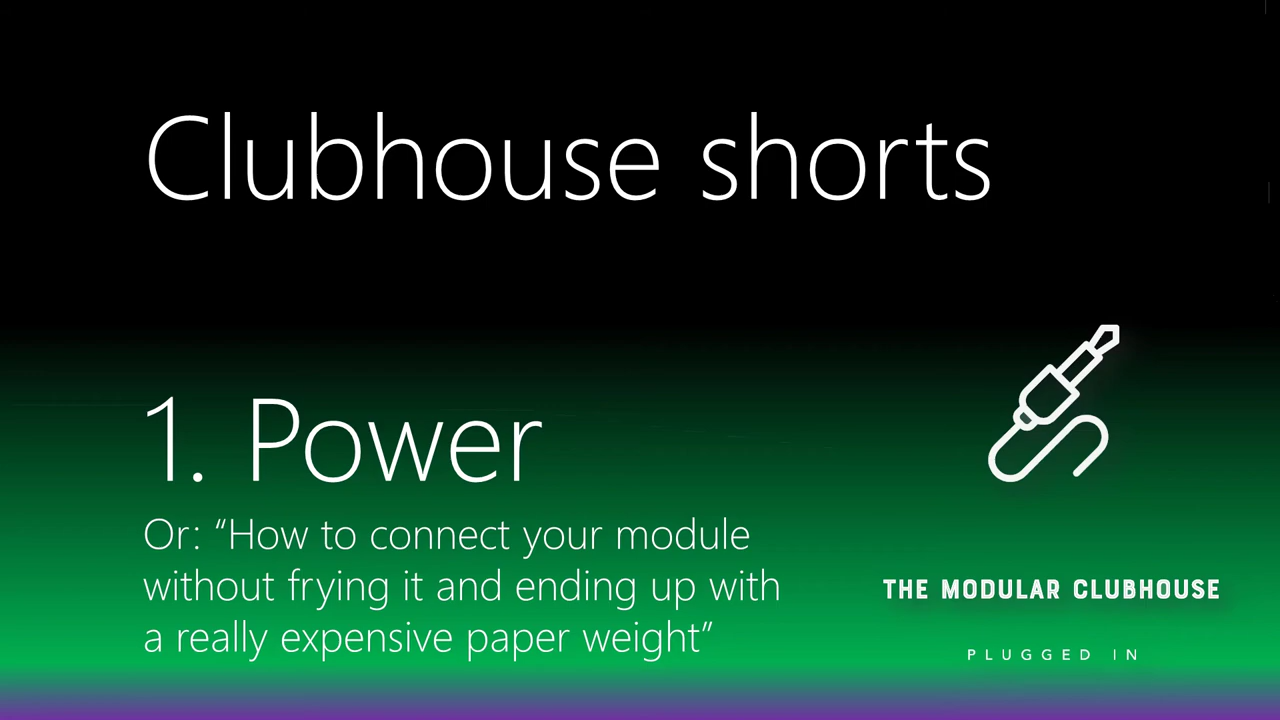 Clubhouse shorts
1. Power
Or: “How to connect your module
without frying it and ending up with
a really expensive paper weight”
THE MODULAR CLUBHOUSE
PLUGGED IN